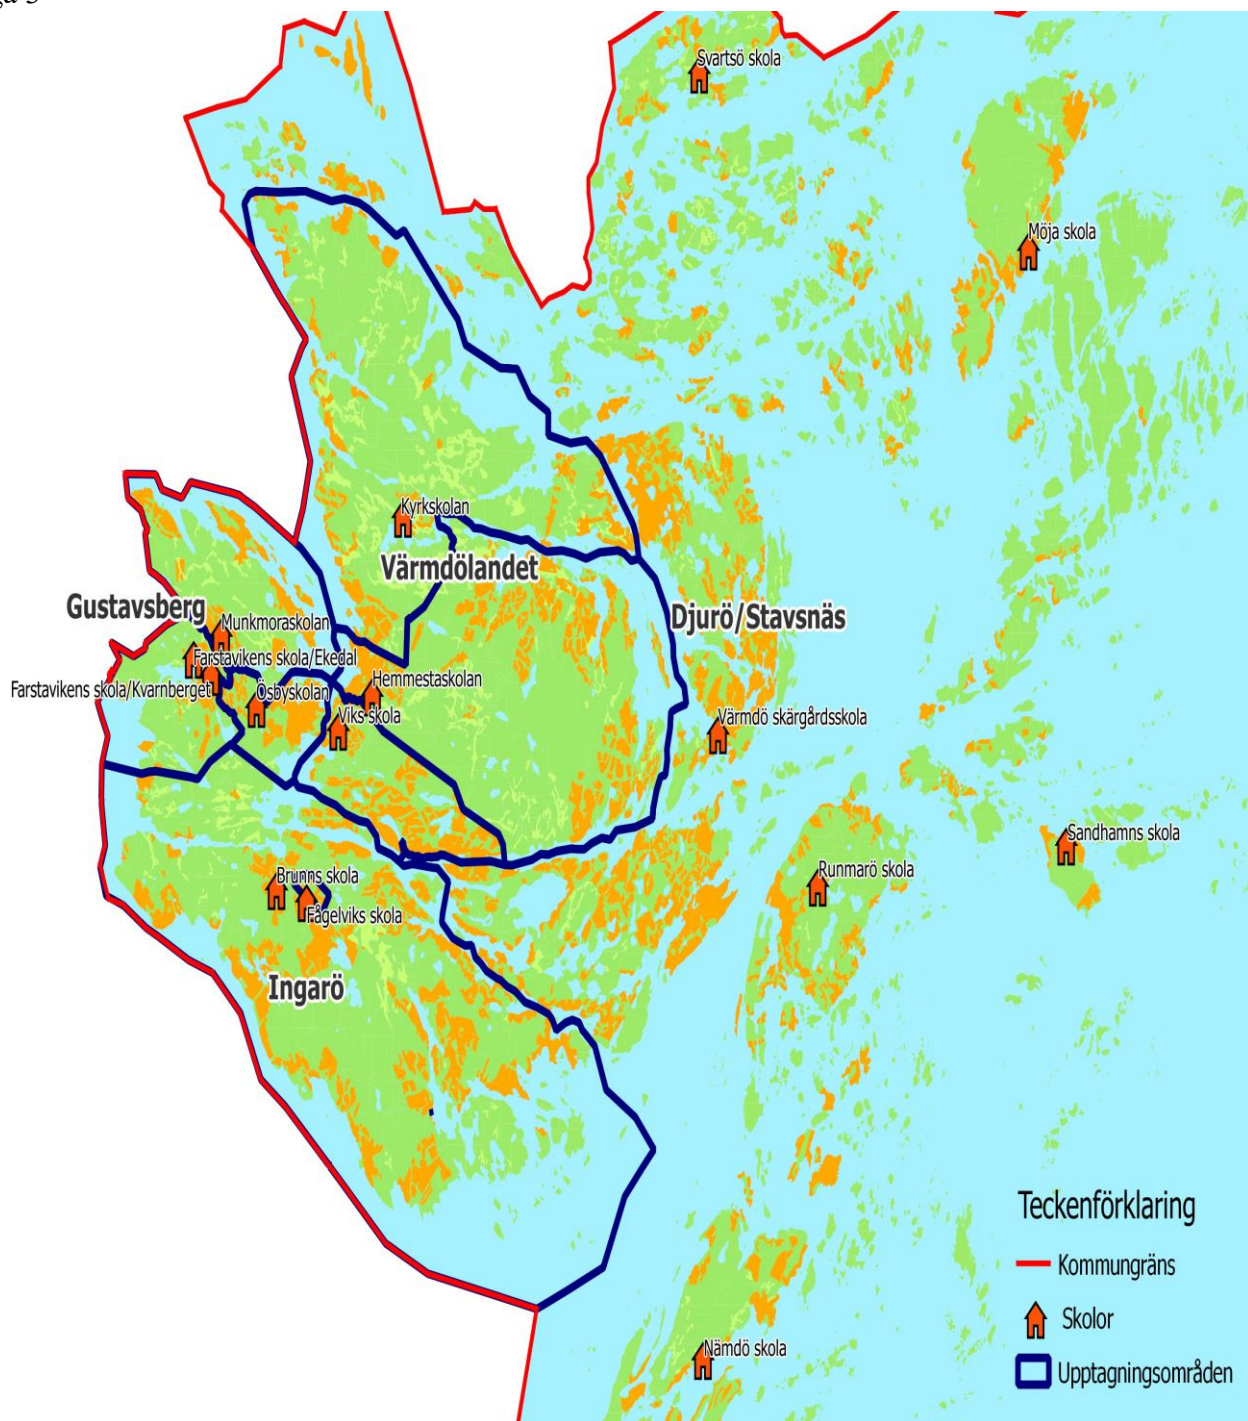 Svartsö skola
Möja skola
Kyrkskolan
Värmdölandet
Gustavsberg
Munkmoraskolan
Djurö/Stavsnäs
Farstavikens skola/Ekedal
Farstavikens skola/Kvarnberget
Ösbyskolan
Hemmestaskolan
Viks skola
Värmdö skärgårdsskola
Sandhamns skola
Runmarö skola
Brunns skola
Fågelviks skola
Ingarö
Teckenförklaring
Kommungräns
Skolor
Nämdö skola
Upptagningsområden